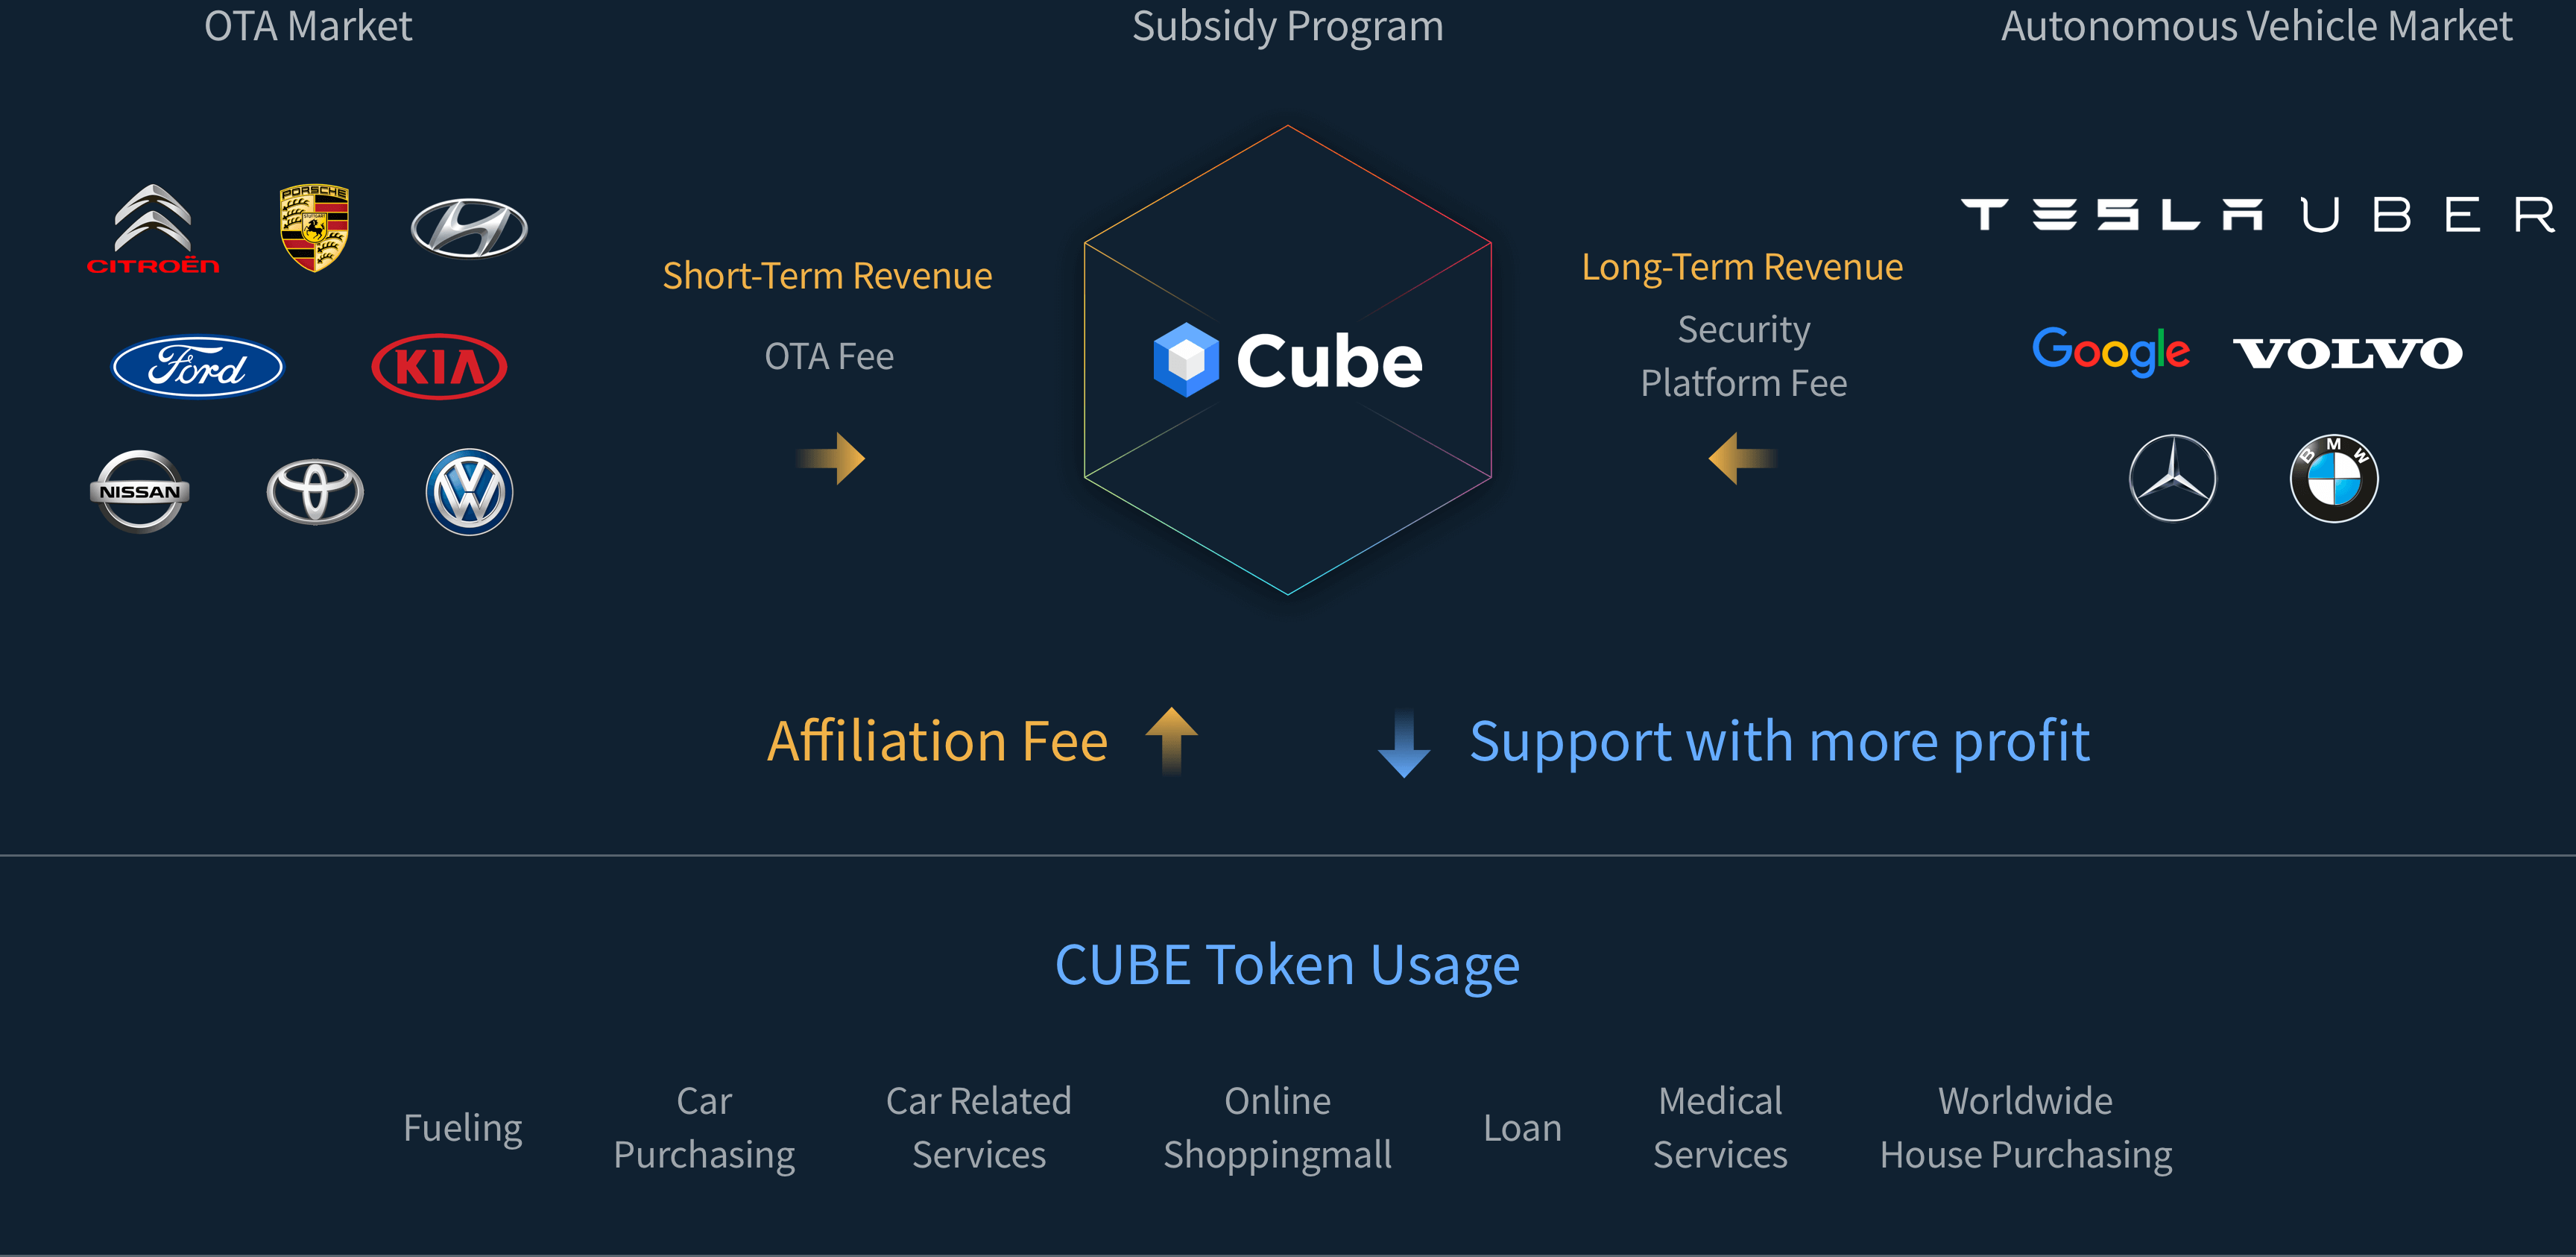 OTA Market
Subsidy Program
Autonomous Vehicle Market
CITROËN
PORSCHE
STUTTGART
Ford
KIA
NISSAN
Short-Term Revenue
OTA Fee
Cube
Long-Term Revenue
Security
Platform Fee
TESLA
UBER
Google
VOLVO
BMW
Affiliation Fee
Support with more profit
CUBE Token Usage
Fueling
Car
Purchasing
Car Related
Services
Online
Shoppingmall
Loan
Medical
Services
Worldwide
House Purchasing